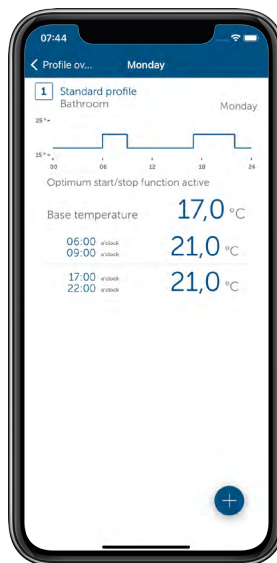 07:44
Profile ov... Monday
1 Standard profile
Bathroom Monday
25°
15°
00 06 12 18 24
Optimum start/stop function active
Base temperature 17,0 °C
06:00 o'clock
09:00 o'clock 21,0 °C
17:00 o'clock
22:00 o'clock 21,0 °C